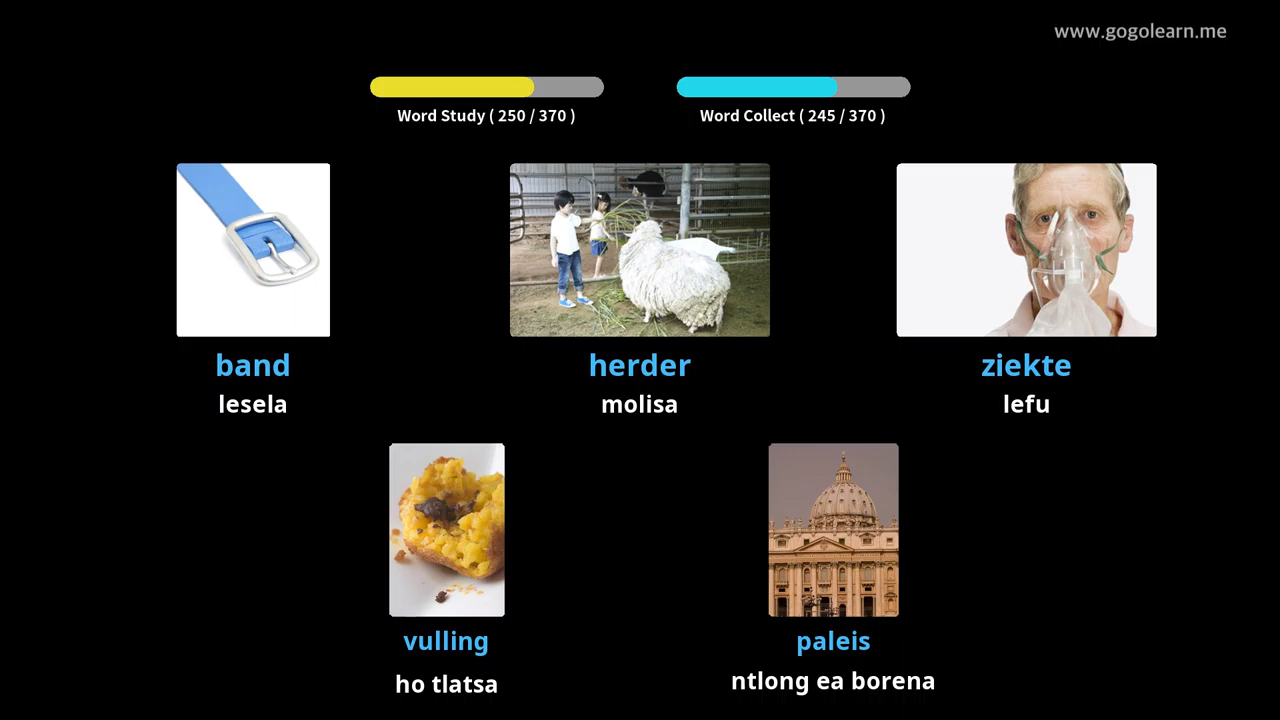 www.gogolearn.me
Word Study ( 250 / 370 )
Word Collect ( 245 / 370 )
band
lesela
herder
molisa
ziekte
lefu
vulling
ho tlatsa
paleis
ntlong ea borena